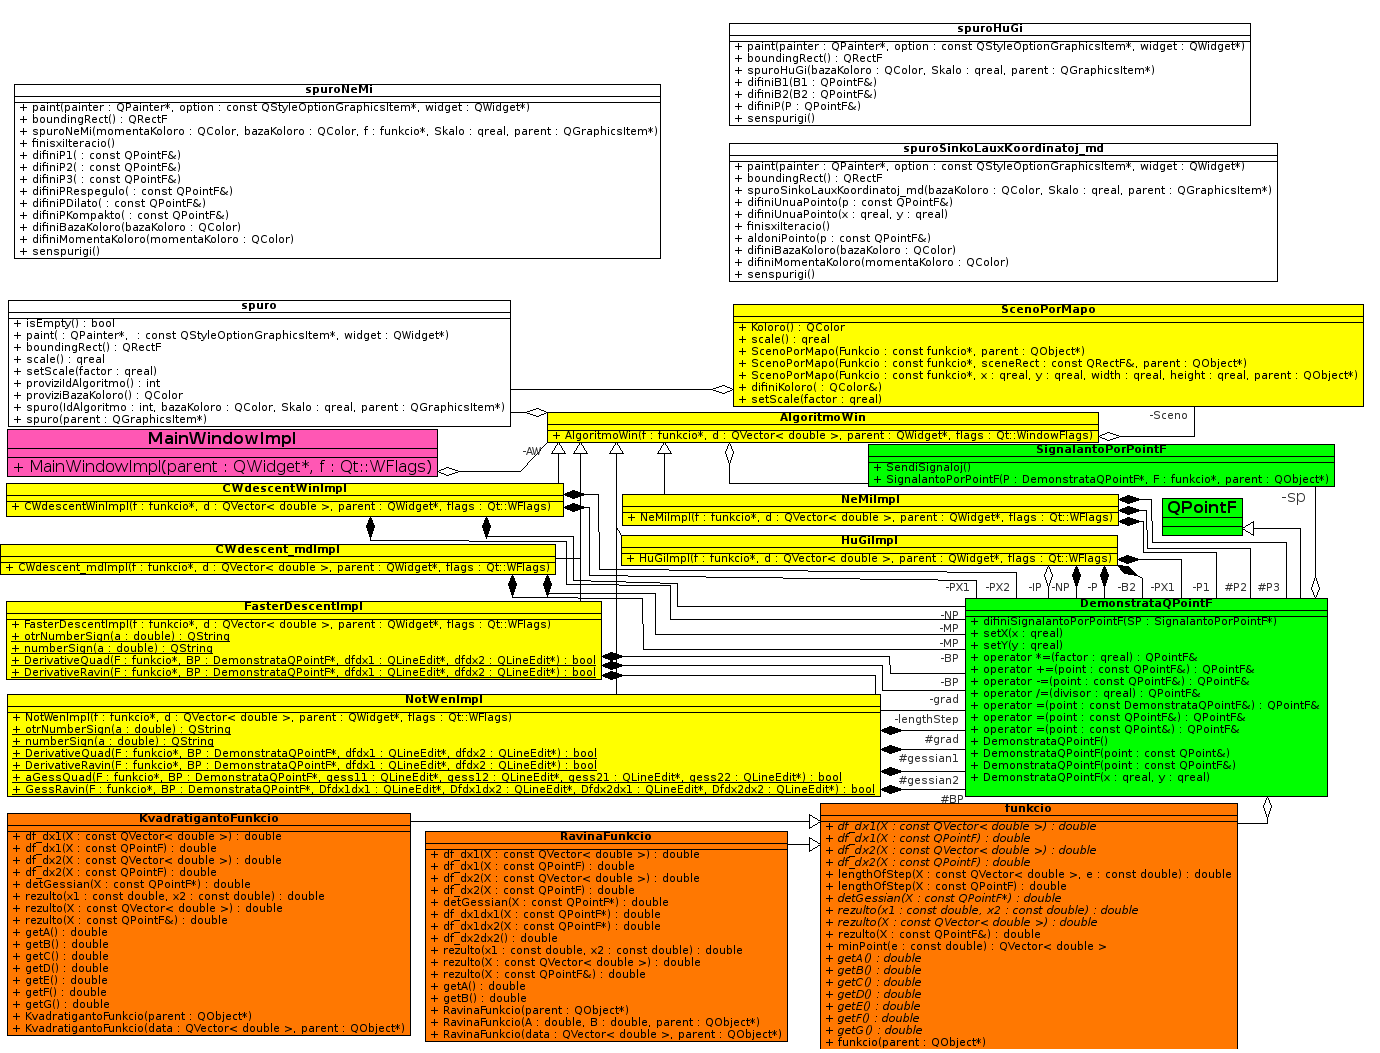 spuroHuGi
+ paint(painter : QPainter*, option : const QStyleOptionGraphicsItem*, widget : QWidget*)
+ boundingRect() : QRectF
+ spuroHuGi(bazaKoloro : QColor, Skalo : qreal, parent : QGraphicsItem*)
+ difiniB1(B1 : QPointF&)
+ difiniB2(B2 : QPointF&)
+ difiniP(P : QPointF&)
+ senspurigi()
spuroNeMi
+ paint(painter : QPainter*, option : const QStyleOptionGraphicsItem*, widget : QWidget*)
+ boundingRect() : QRectF
+ spuroNeMi(momentaKoloro : QColor, bazaKoloro : QColor, f : funkcio*, Skalo : qreal, parent : QGraphicsItem*)
+ finisxiIteracio()
+ difiniP1( : const QPointF&)
+ difiniP2( : const QPointF&)
+ difiniP3( : const QPointF&)
+ difiniPRespegulo( : const QPointF&)
+ difiniPDilato( : const QPointF&)
+ difiniPKompakto( : const QPointF&)
+ difiniBazaKoloro(bazaKoloro : QColor)
+ difiniMomentaKoloro(momentaKoloro : QColor)
+ senspurigi()
spuroSinkoLauxKoordinatoj_md
+ paint(painter : QPainter*, option : const QStyleOptionGraphicsItem*, widget : QWidget*)
+ boundingRect() : QRectF
+ spuroSinkoLauxKoordinatoj_md(bazaKoloro : QColor, Skalo : qreal, parent : QGraphicsItem*)
+ difiniUnuaPointo(p : const QPointF&)
+ difiniUnuaPointo(x : qreal, y : qreal)
+ finisxiIteracio()
+ aldoniPointo(p : const QPointF&)
+ difiniBazaKoloro(bazaKoloro : QColor)
+ difiniMomentaKoloro(momentaKoloro : QColor)
+ senspurigi()
spuro
+ isEmpty() : bool
+ paint( : QPainter*,  : const QStyleOptionGraphicsItem*, widget : QWidget*)
+ boundingRect() : QRectF
+ scale() : qreal
+ setScale(factor : qreal)
+ proviziIdAlgoritmo() : int
+ proviziBazaKoloro() : QColor
+ spuro(IdAlgoritmo : int, bazaKoloro : QColor, Skalo : qreal, parent : QGraphicsItem*)
+ spuro(parent : QGraphicsItem*)
ScenoPorMapo
+ Koloro() : QColor
+ scale() : qreal
+ ScenoPorMapo(Funkcio : const funkcio*, parent : QObject*)
+ ScenoPorMapo(Funkcio : const funkcio*, sceneRect : const QRectF&, parent : QObject*)
+ ScenoPorMapo(Funkcio : const funkcio*, x : qreal, y : qreal, width : qreal, height : qreal, parent : QObject*)
+ difiniKoloro( : QColor&)
+ setScale(factor : qreal)
-Sceno
AlgoritmoWin
+ AlgoritmoWin(f : funkcio*, d : QVector< double >, parent : QWidget*, flags : Qt::WindowFlags)
MainWindowImpl
+ MainWindowImpl(parent : QWidget*, f : Qt::WFlags)
-AW
SignalantoPorPointF
+ SendiSignaloj()
+ SignalantoPorPointF(P : DemonstrataQPointF*, F : funkcio*, parent : QObject*)
-sp
CWdescentWinImpl
+ CWdescentWinImpl(f : funkcio*, d : QVector< double >, parent : QWidget*, flags : Qt::WFlags)
NeMiImpl
+ NeMiImpl(f : funkcio*, d : QVector< double >, parent : QWidget*, flags : Qt::WFlags)
QPointF
HuGiImpl
+ HuGiImpl(f : funkcio*, d : QVector< double >, parent : QWidget*, flags : Qt::WFlags)
CWdescent_mdImpl
+ CWdescent_mdImpl(f : funkcio*, d : QVector< double >, parent : QWidget*, flags : Qt::WFlags)
-PX1 -PX2 -IP -NP -P -B2 -PX1 -P1 #P2 #P3
FasterDescentImpl
+ FasterDescentImpl(f : funkcio*, d : QVector< double >, parent : QWidget*, flags : Qt::WFlags)
+ otrNumberSign(a : double) : QString
+ numberSign(a : double) : QString
+ DerivativeQuad(F : funkcio*, BP : DemonstrataQPointF*, dfdx1 : QLineEdit*, dfdx2 : QLineEdit*) : bool
+ DerivativeRavin(F : funkcio*, BP : DemonstrataQPointF*, dfdx1 : QLineEdit*, dfdx2 : QLineEdit*) : bool
-NP
-MP
-MP
-BP
-BP
-grad
-lengthStep
#grad
#gessian1
#gessian2
#BP
DemonstrataQPointF
+ difiniSignalantoPorPointF(SP : SignalantoPorPointF*)
+ setX(x : qreal)
+ setY(y : qreal)
+ operator *=(factor : qreal) : QPointF&
+ operator +=(point : const QPointF&) : QPointF&
+ operator -=(point : const QPointF&) : QPointF&
+ operator /=(divisor : qreal) : QPointF&
+ operator =(point : const DemonstrataQPointF&) : QPointF&
+ operator =(point : const QPointF&) : QPointF&
+ operator =(point : const QPoint&) : QPointF&
+ DemonstrataQPointF()
+ DemonstrataQPointF(point : const QPoint&)
+ DemonstrataQPointF(point : const QPointF&)
+ DemonstrataQPointF(x : qreal, y : qreal)
NotWenImpl
+ NotWenImpl(f : funkcio*, d : QVector< double >, parent : QWidget*, flags : Qt::WFlags)
+ otrNumberSign(a : double) : QString
+ numberSign(a : double) : QString
+ DerivativeQuad(F : funkcio*, BP : DemonstrataQPointF*, dfdx1 : QLineEdit*, dfdx2 : QLineEdit*) : bool
+ DerivativeRavin(F : funkcio*, BP : DemonstrataQPointF*, dfdx1 : QLineEdit*, dfdx2 : QLineEdit*) : bool
+ aGessQuad(F : funkcio*, BP : DemonstrataQPointF*, gess11 : QLineEdit*, gess12 : QLineEdit*, gess21 : QLineEdit*, gess22 : QLineEdit*) : bool
+ GessRavin(F : funkcio*, BP : DemonstrataQPointF*, Dfdx1dx1 : QLineEdit*, Dfdx1dx2 : QLineEdit*, Dfdx2dx1 : QLineEdit*, Dfdx2dx2 : QLineEdit*) : bool
KvadratigantoFunkcio
+ df_dx1(X : const QVector< double >) : double
+ df_dx1(X : const QPointF) : double
+ df_dx2(X : const QVector< double >) : double
+ df_dx2(X : const QPointF) : double
+ detGessian(X : const QPointF*) : double
+ rezulto(x1 : const double, x2 : const double) : double
+ rezulto(X : const QVector< double >) : double
+ rezulto(X : const QPointF&) : double
+ getA() : double
+ getB() : double
+ getC() : double
+ getD() : double
+ getE() : double
+ getF() : double
+ getG() : double
+ KvadratigantoFunkcio(parent : QObject*)
+ KvadratigantoFunkcio(data : QVector< double >, parent : QObject*)
RavinaFunkcio
+ df_dx1(X : const QVector< double >) : double
+ df_dx1(X : const QPointF) : double
+ df_dx2(X : const QVector< double >) : double
+ df_dx2(X : const QPointF) : double
+ detGessian(X : const QPointF*) : double
+ df_dx1dx1(X : const QPointF*) : double
+ df_dx1dx2(X : const QPointF*) : double
+ df_dx2dx2() : double
+ rezulto(x1 : const double, x2 : const double) : double
+ rezulto(X : const QVector< double >) : double
+ rezulto(X : const QPointF&) : double
+ getA() : double
+ getB() : double
+ RavinaFunkcio(parent : QObject*)
+ RavinaFunkcio(A : double, B : double, parent : QObject*)
+ RavinaFunkcio(data : QVector< double >, parent : QObject*)
funkcio
+ df_dx1(X : const QVector< double >) : double
+ df_dx1(X : const QPointF) : double
+ df_dx2(X : const QVector< double >) : double
+ df_dx2(X : const QPointF) : double
+ lengthOfStep(X : const QVector< double >, e : const double) : double
+ lengthOfStep(X : const QPointF) : double
+ detGessian(X : const QPointF*) : double
+ rezulto(x1 : const double, x2 : const double) : double
+ rezulto(X : const QVector< double >) : double
+ rezulto(X : const QPointF&) : double
+ minPoint(e : const double) : QVector< double >
+ getA() : double
+ getB() : double
+ getC() : double
+ getD() : double
+ getE() : double
+ getF() : double
+ getG() : double
+ funkcio(parent : QObject*)